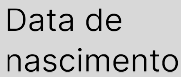 Data de
nascimento